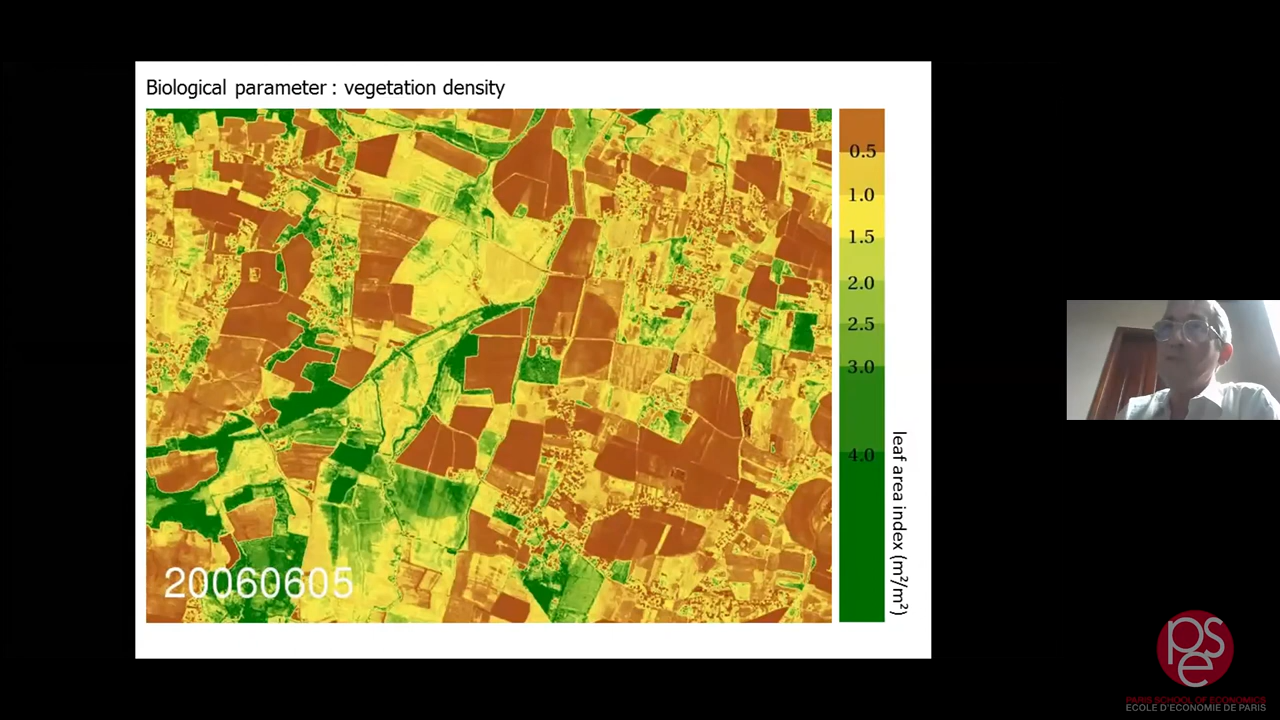 Biological parameter : vegetation density
0.5
1.0
1.5
2.0
2.5
3.0
4.0
leaf area index (m²/m²)
20060605
pse
PARIS SCHOOL OF ECONOMICS
ECOLE D'ECONOMIE DE PARIS